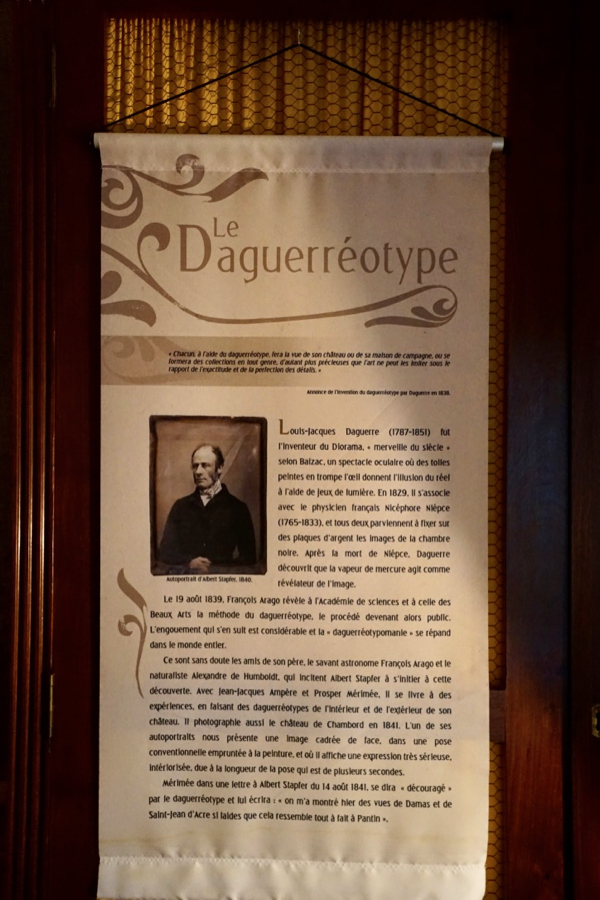 Le
Daguerréotype
« Chacun, à l'aide du daguerréotype, fera la vue de son château ou de sa maison de campagne, ou se
formera des collections en tout genre, d'autant plus précieuses que l'art ne peut les imiter sous le
rapport de l'exactitude et de la perfection des détails. »
Annonce de l'invention du daguerréotype par Daguerre en 1838.
Louis-Jacques Daguerre (1787-1851) fut
l'inventeur du Diorama, « merveille du siècle »
selon Balzac, un spectacle oculaire où des toiles
peintes en trompe l'œil donnent l'illusion du réel
à l'aide de jeux de lumière. En 1829, il s'associe
avec le physicien français Nicéphore Niépce
(1765-1833), et tous deux parviennent à fixer sur
des plaques d'argent les images de la chambre
noire. Après la mort de Niépce, Daguerre
découvrit que la vapeur de mercure agit comme
révélateur de l'image.
Autoportrait d'Albert Stapfer, 1840.
Le 19 août 1839, François Arago révèle à l'Académie de sciences et à celle des
Beaux Arts la méthode du daguerréotype, le procédé devenant alors public.
L'engouement qui s'en suit est considérable et la « daguerréotypomanie » se répand
dans le monde entier.
Ce sont sans doute les amis de son père, le savant astronome François Arago et le
naturaliste Alexandre de Humboldt, qui incitent Albert Stapfer à s'initier à cette
découverte. Avec Jean-Jacques Ampère et Prosper Mérimée, il se livre à des
expériences, en faisant des daguerréotypes de l'intérieur et de l'extérieur de son
château. Il photographie aussi le château de Chambord en 1841. L'un de ses
autoportraits nous présente une image cadrée de face, dans une pose
conventionnelle empruntée à la peinture, et où il affiche une expression très sérieuse,
intériorisée, due à la longueur de la pose qui est de plusieurs secondes.
Mérimée dans une lettre à Albert Stapfer du 14 août 1841, se dira « découragé »
par le daguerréotype et lui écrira : « on m'a montré hier des vues de Damas et de
Saint-Jean d'Acre si laides que cela ressemble tout à fait à Pantin ».